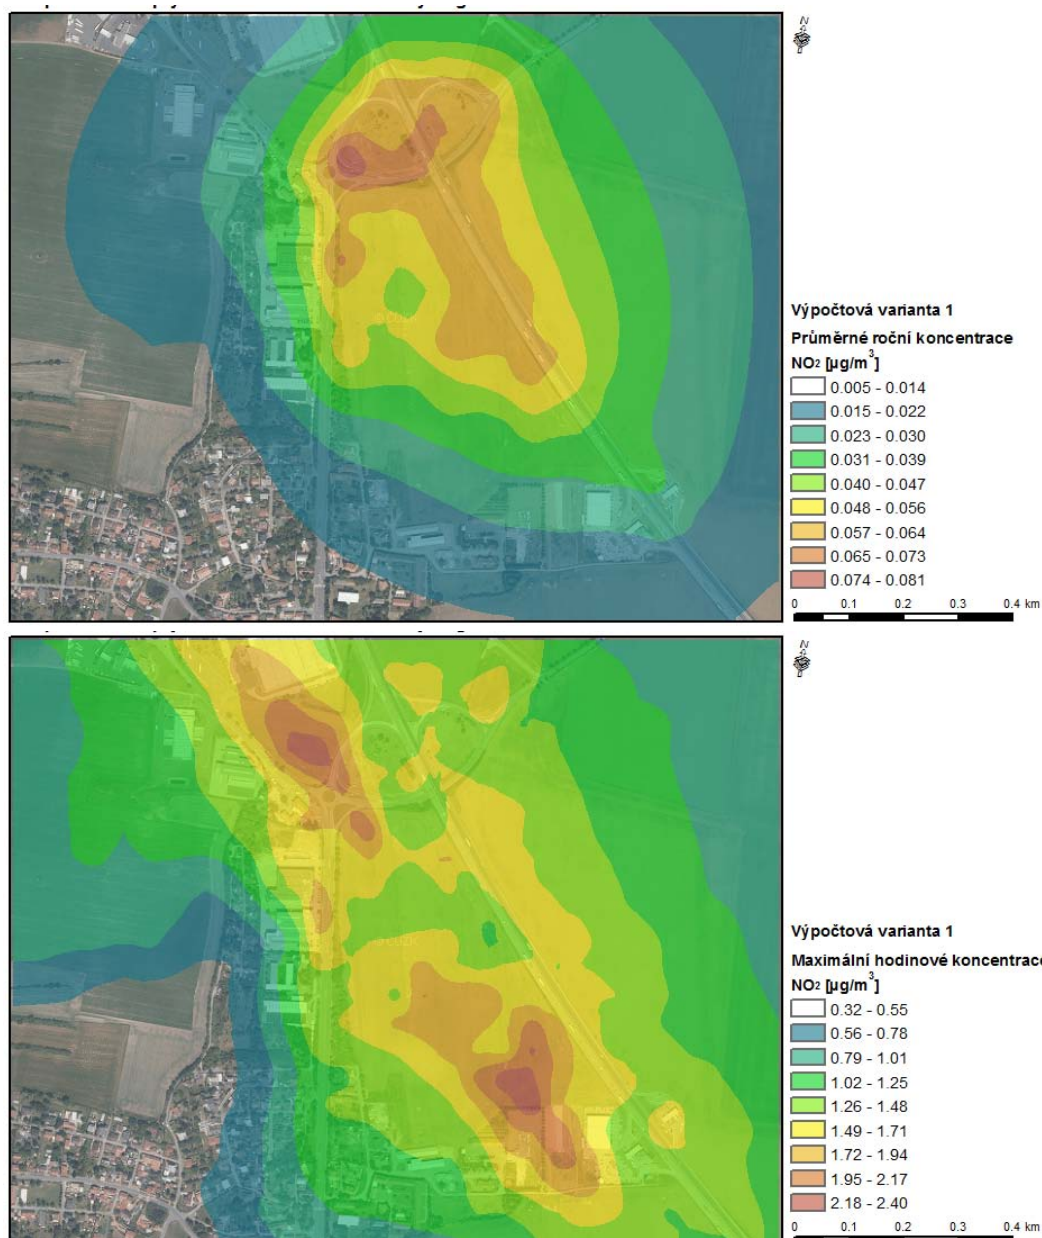 N
Výpočtová varianta 1
Průměrné roční koncentrace
NO2 [µg/m3]
0.005 - 0.014
0.015 - 0.022
0.023 - 0.030
0.031 - 0.039
0.040 - 0.047
0.048 - 0.056
0.057 - 0.064
0.065 - 0.073
0.074 - 0.081
0 0.1 0.2 0.3 0.4 km
N
Výpočtová varianta 1
Maximální hodinové koncentrace
NO2 [µg/m3]
0.32 - 0.55
0.56 - 0.78
0.79 - 1.01
1.02 - 1.25
1.26 - 1.48
1.49 - 1.71
1.72 - 1.94
1.95 - 2.17
2.18 - 2.40
0 0.1 0.2 0.3 0.4 km